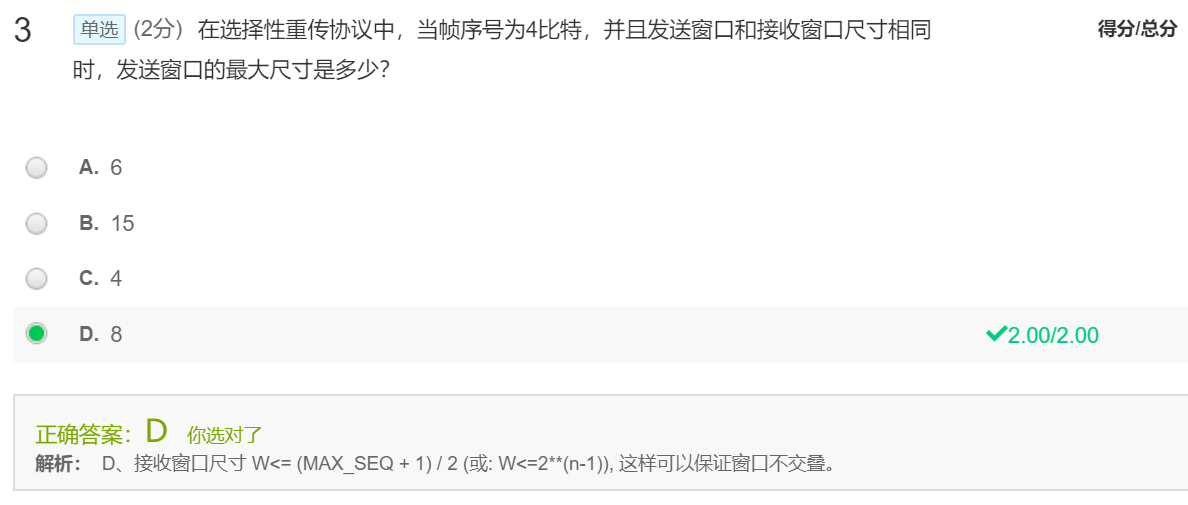 3 单选 (2分) 在选择性重传协议中，当帧序号为4比特，并且发送窗口和接收窗口尺寸相同 得分/总分
时，发送窗口的最大尺寸是多少？
A. 6
B. 15
C. 4
D. 8 2.00/2.00
正确答案：D 你选对了
解析： D、接收窗口尺寸 W<= (MAX_SEQ + 1) / 2 (或: W<=2**(n-1)), 这样可以保证窗口不交叠。